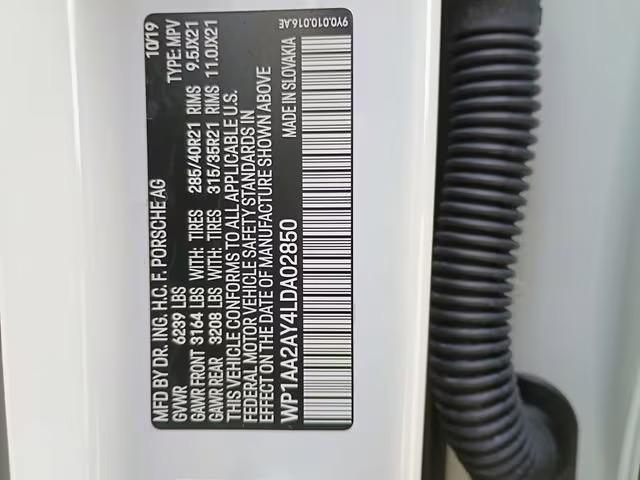 MFD BY DR. ING. H.C. F. PORSCHE AG 10/19
GVWR 6239 LBS TYPE: MPV
GAWR FRONT 3164 LBS WITH: TIRES 285/40R21 RIMS 9.5JX21
GAWR REAR 3208 LBS WITH: TIRES 315/35R21 RIMS 11.0JX21
THIS VEHICLE CONFORMS TO ALL APPLICABLE U.S.
FEDERAL MOTOR VEHICLE SAFETY STANDARDS IN
EFFECT ON THE DATE OF MANUFACTURE SHOWN ABOVE
WP1AA2AY4LDA02850 MADE IN SLOVAKIA
9Y0.010.016.AE